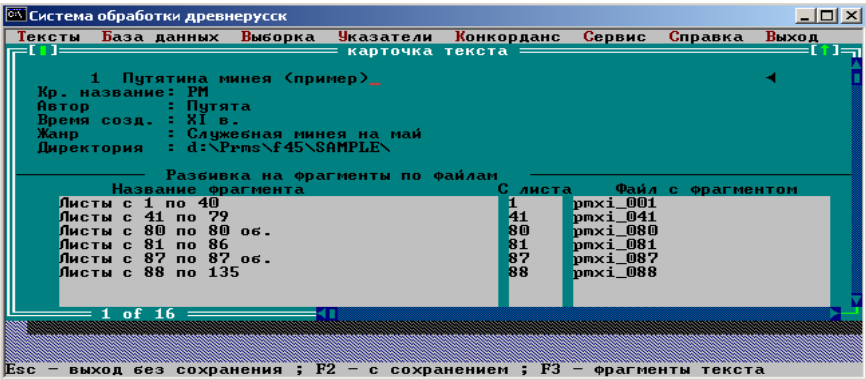 Система обработки древнерусск
Тексты База данных Выборка Указатели Конкорданс Сервис Справка Выход
карточка текста
1 Путятина минея (пример)_
Кр. название: РМ
Автор : Путята
Время созд. : XI в.
Жанр : Служебная минея на май
Директория : d:\Prms\f45\SAMPLE\
Разбивка на фрагменты по файлам
Название фрагмента С листа Файл с фрагментом
Листы с 1 по 40 1 pmxi_001
Листы с 41 по 79 41 pmxi_041
Листы с 80 по 80 об. 80 pmxi_080
Листы с 81 по 86 81 pmxi_081
Листы с 87 по 87 об. 87 pmxi_087
Листы с 88 по 135 88 pmxi_088
1 of 16
Esc – выход без сохранения ; F2 – с сохранением ; F3 – фрагменты текста